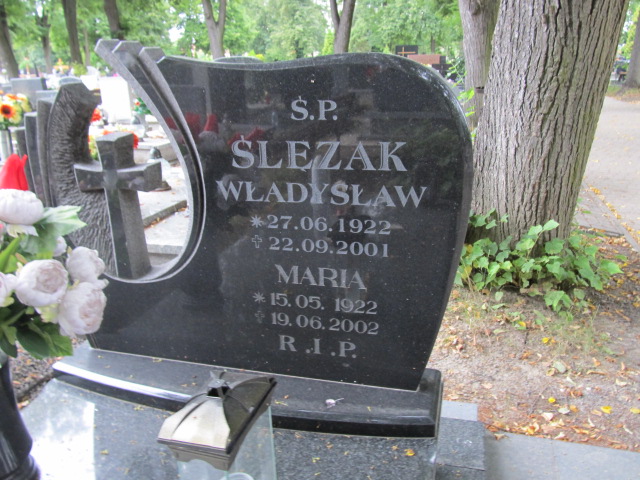 Ś.P.
ŚLĘZAK
WŁADYSŁAW
* 27.06.1922
† 22.09.2001
MARIA
* 15.05.1922
† 19.06.2002
R.I.P.